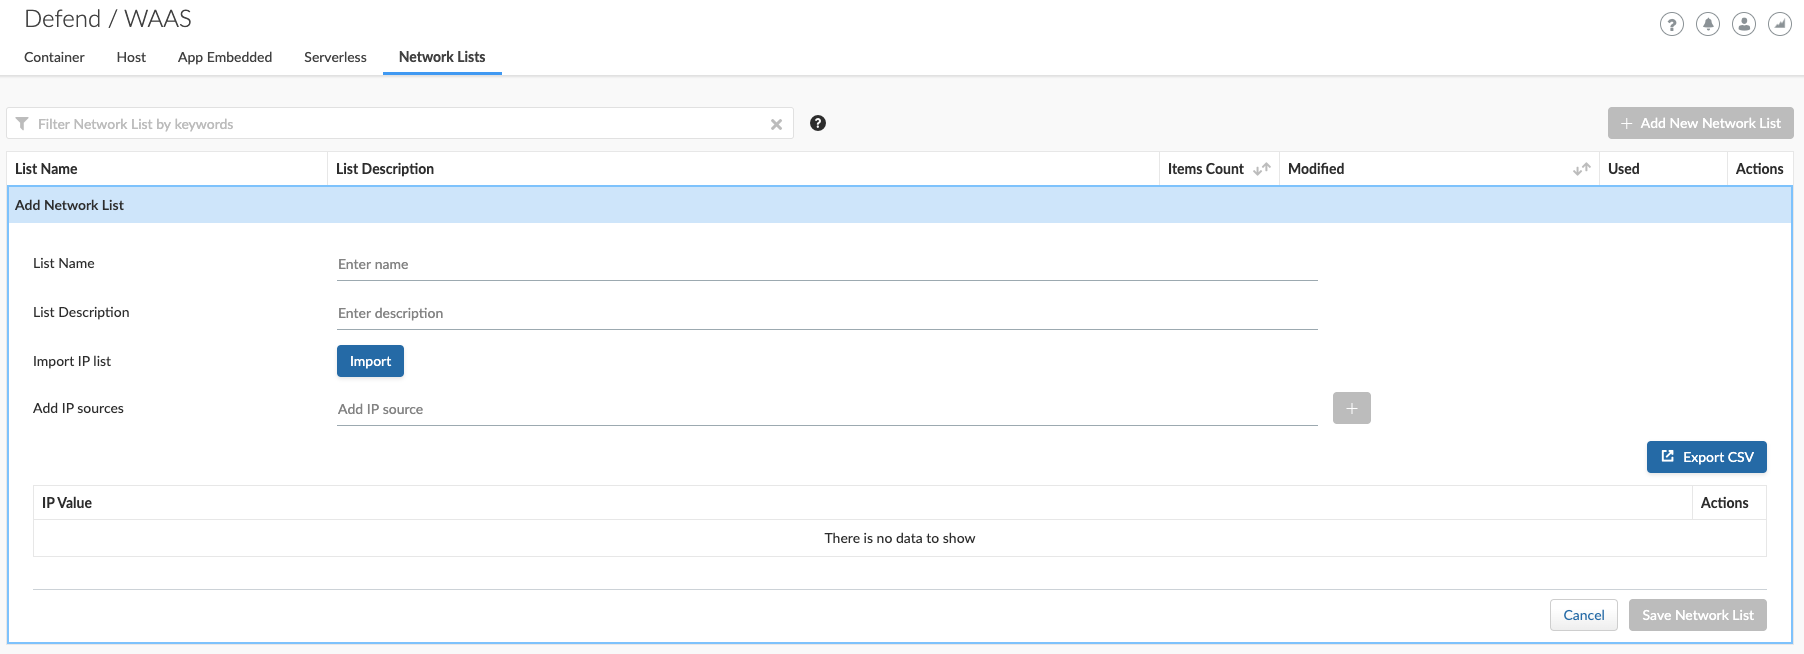 Defend / WAAS
Container Host App Embedded Serverless Network Lists
Filter Network List by keywords
+ Add New Network List
List Name List Description Items Count Modified Used Actions
Add Network List
List Name Enter name
List Description Enter description
Import IP list Import
Add IP sources Add IP source +
Export CSV
IP Value Actions
There is no data to show
Cancel Save Network List